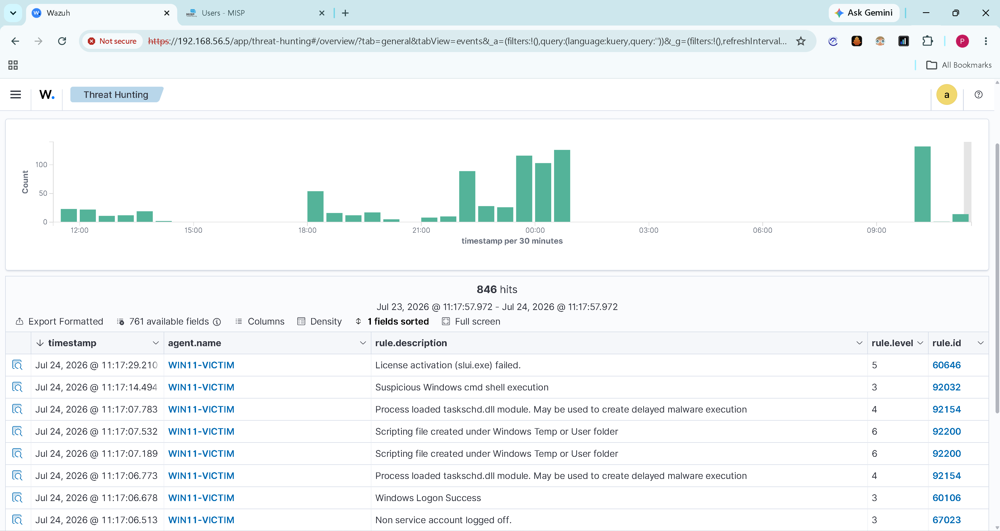 Wazuh
Users - MISP
Ask Gemini
Not secure
https://192.168.56.5/app/threat-hunting#/overview/?tab=general&tabView=events&_a=(filters:!(),query:(language:kuery,query:''))&_g=(filters:!(),refreshInterval...
P
All Bookmarks
W.
Threat Hunting
a
Count
100
50
0
12:00 15:00 18:00 21:00 00:00 03:00 06:00 09:00
timestamp per 30 minutes
846 hits
Jul 23, 2026 @ 11:17:57.972 - Jul 24, 2026 @ 11:17:57.972
Export Formatted 761 available fields Columns Density 1 fields sorted Full screen
timestamp agent.name rule.description rule.level rule.id
Jul 24, 2026 @ 11:17:29.210 WIN11-VICTIM License activation (slui.exe) failed. 5 60646
Jul 24, 2026 @ 11:17:14.494 WIN11-VICTIM Suspicious Windows cmd shell execution 3 92032
Jul 24, 2026 @ 11:17:07.783 WIN11-VICTIM Process loaded taskschd.dll module. May be used to create delayed malware execution 4 92154
Jul 24, 2026 @ 11:17:07.532 WIN11-VICTIM Scripting file created under Windows Temp or User folder 6 92200
Jul 24, 2026 @ 11:17:07.189 WIN11-VICTIM Scripting file created under Windows Temp or User folder 6 92200
Jul 24, 2026 @ 11:17:06.773 WIN11-VICTIM Process loaded taskschd.dll module. May be used to create delayed malware execution 4 92154
Jul 24, 2026 @ 11:17:06.678 WIN11-VICTIM Windows Logon Success 3 60106
Jul 24, 2026 @ 11:17:06.513 WIN11-VICTIM Non service account logged off. 3 67023